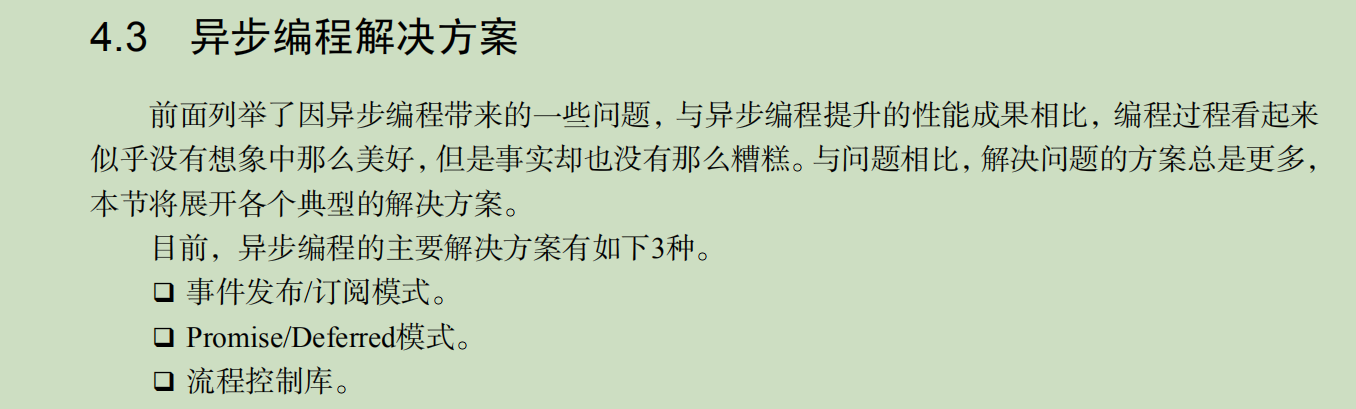 4.3 异步编程解决方案
前面列举了因异步编程带来的一些问题，与异步编程提升的性能成果相比，编程过程看起来
似乎没有想象中那么美好，但是事实却也没有那么糟糕。与问题相比，解决问题的方案总是更多，
本节将展开各个典型的解决方案。
目前，异步编程的主要解决方案有如下3种。
❑ 事件发布/订阅模式。
❑ Promise/Deferred模式。
❑ 流程控制库。